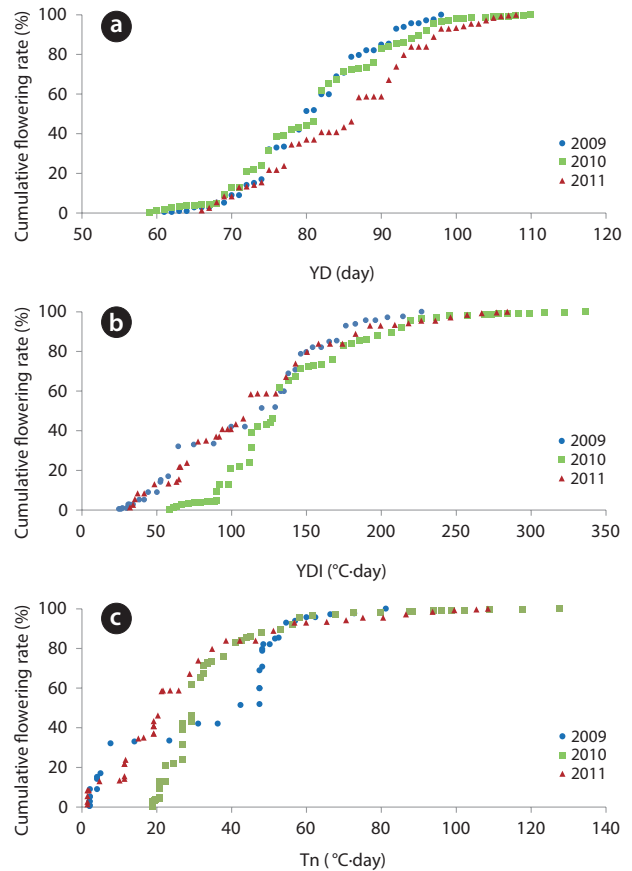 a
Cumulative flowering rate (%)
100
80
60
40
20
0
2009
2010
2011
50 60 70 80 90 100 110 120
YD (day)
b
Cumulative flowering rate (%)
100
80
60
40
20
0
2009
2010
2011
0 50 100 150 200 250 300 350
YDI (°C·day)
c
Cumulative flowering rate (%)
100
80
60
40
20
0
2009
2010
2011
0 20 40 60 80 100 120 140
Tn (°C·day)